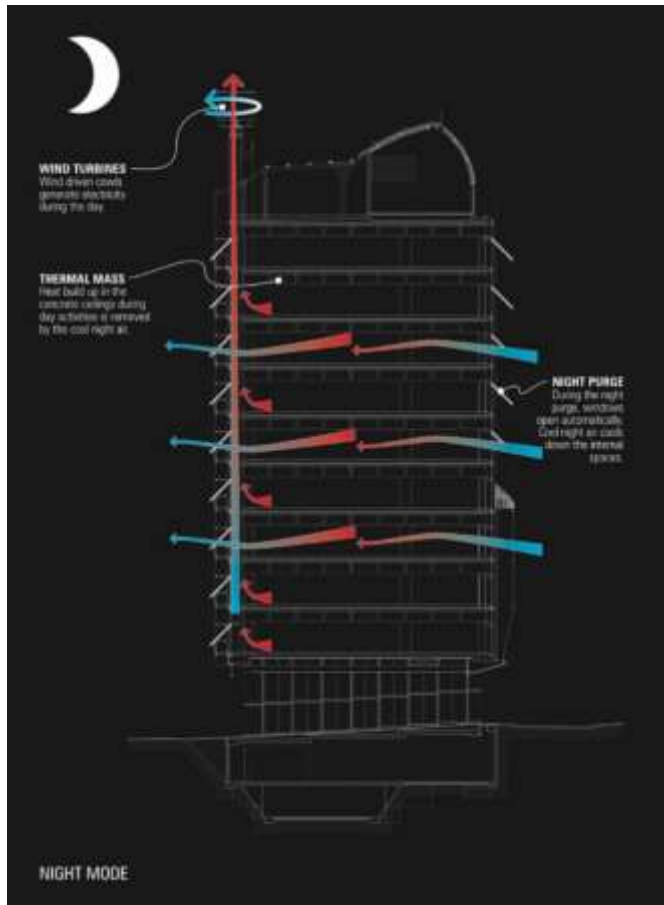 WIND TURBINES
Wind driven cowls
generate electricity
during the day.
THERMAL MASS
Heat build up in the
concrete ceilings during
day activities is removed
by the cool night air.
NIGHT PURGE
During the night
purge, windows
open automatically.
Cool night air cools
down the internal
spaces.
NIGHT MODE